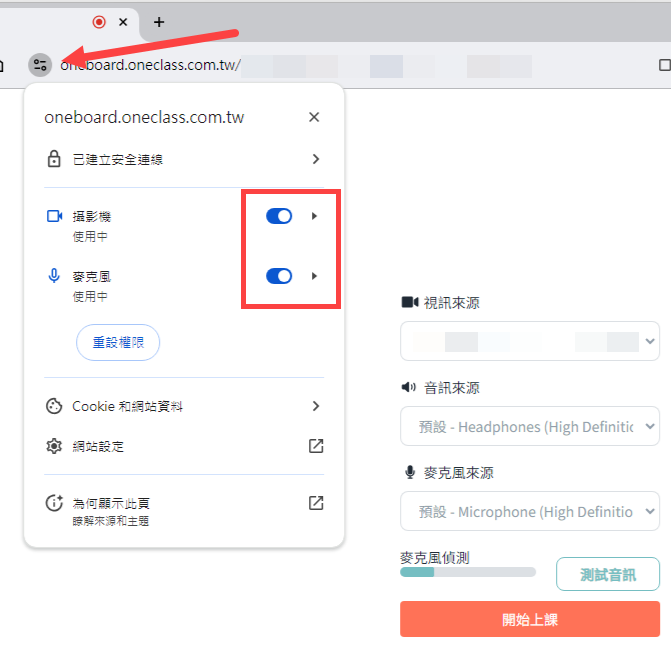 oneboard.oneclass.com.tw/
oneboard.oneclass.com.tw
已建立安全連線
攝影機
使用中
麥克風
使用中
重設權限
Cookie 和網站資料
網站設定
為何顯示此頁
瞭解來源和主題
視訊來源
音訊來源
預設 - Headphones (High Definitic
麥克風來源
預設 - Microphone (High Definitio
麥克風偵測
測試音訊
開始上課